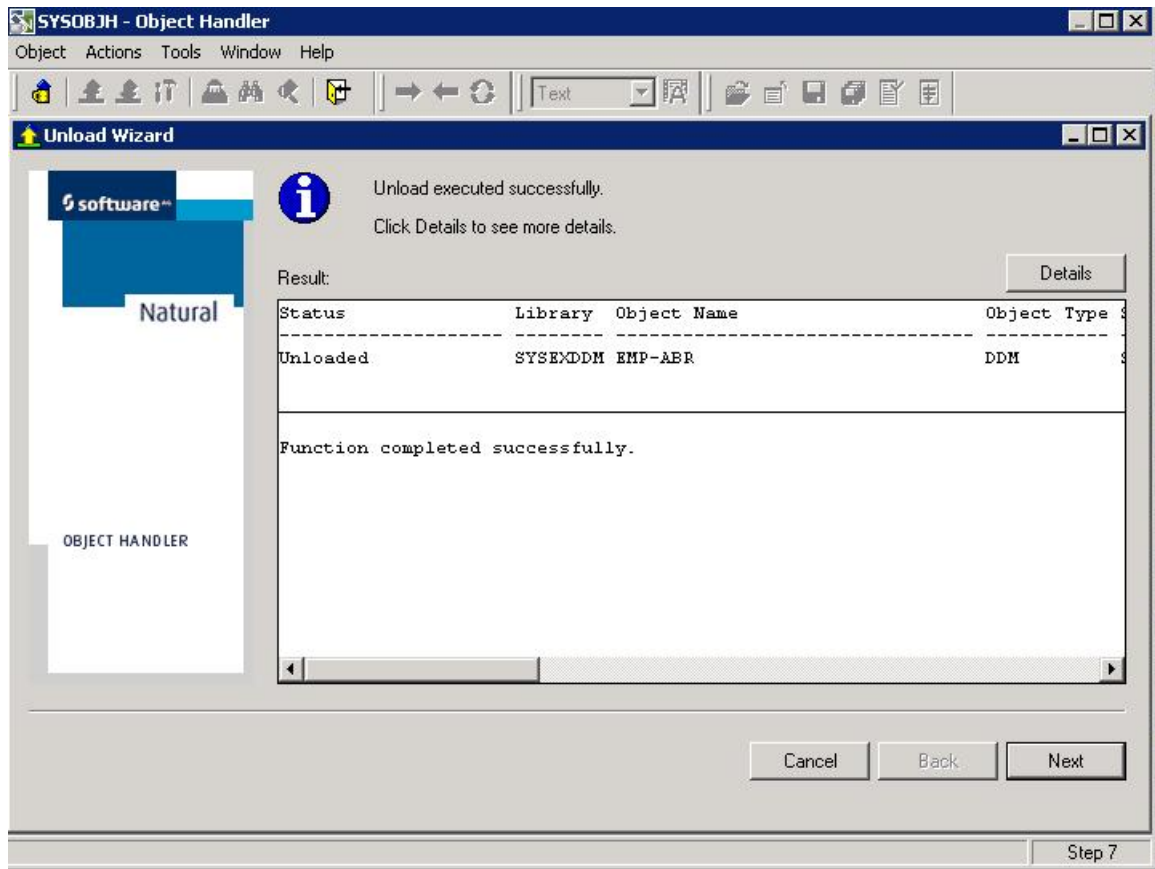 SYSOBJH - Object Handler
Object Actions Tools Window Help
Text
Unload Wizard
software AG
Natural
OBJECT HANDLER
Unload executed successfully.
Click Details to see more details.
Result:
Details
Status Library Object Name Object Type S
-------------------- -------- -------------------------------- -----------
Unloaded SYSEXDDM EMP-ABR DDM S
Function completed successfully.
Cancel Back Next
Step 7